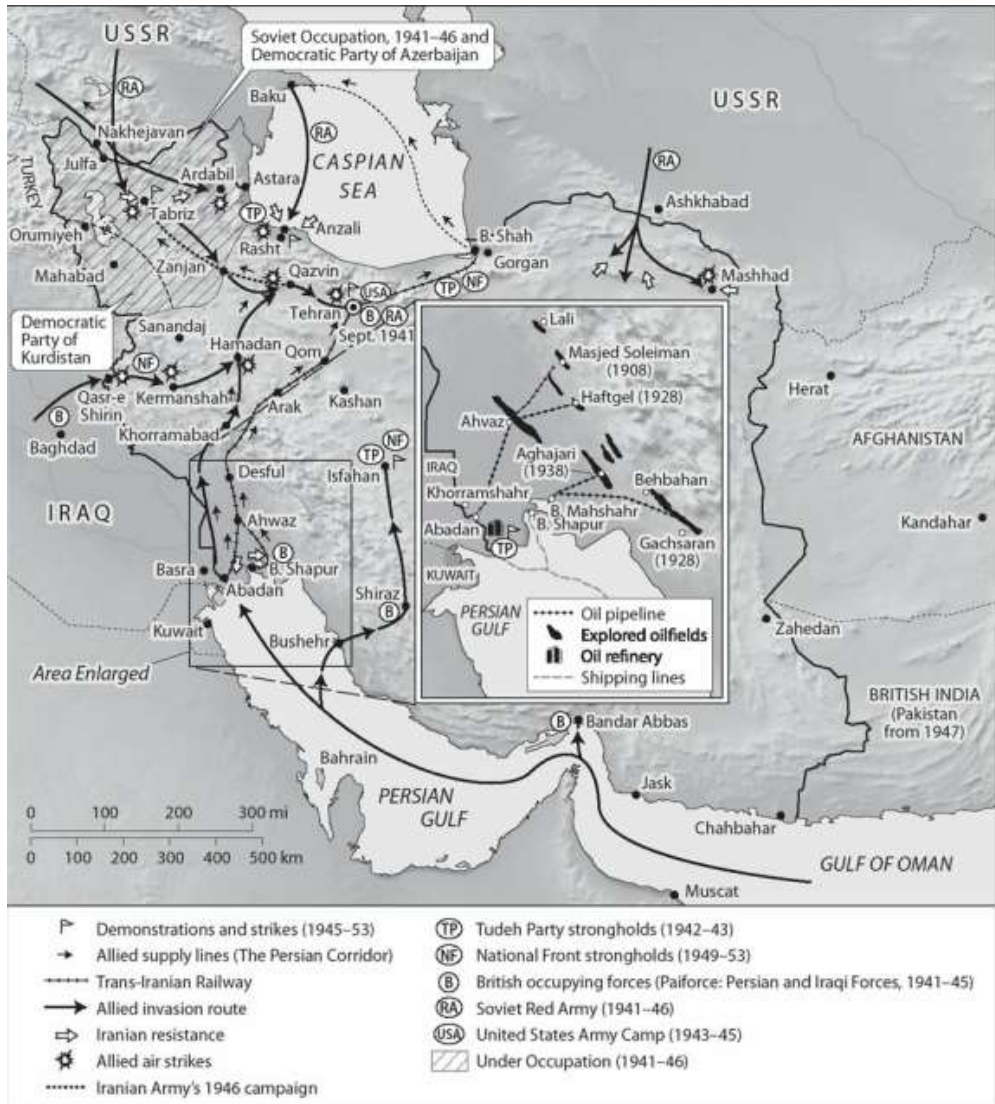 USSR
Soviet Occupation, 1941–46 and
Democratic Party of Azerbaijan
RA
Baku
USSR
Nakhejavan
RA
RA
Julfa
CASPIAN
SEA
TURKEY
Ardabil
Astara
Ashkhabad
Tabriz
TP
Anzali
Orumiyeh
Rasht
B. Shah
Gorgan
Mahabad
Zanjan
Qazvin
USA
TP
NF
Mashhad
Tehran
B
RA
Sept. 1941
Democratic
Party of
Kurdistan
Sanandaj
Hamadan
NF
Qom
Qasr-e
Shirin
Kermanshah
Kashan
Arak
B
Baghdad
Khorramabad
Herat
AFGHANISTAN
NF
TP
Isfahan
Desful
IRAQ
Kandahar
Ahwaz
B
Basra
B. Shapur
Abadan
Shiraz
B
Kuwait
Bushehr
Zahedan
Area Enlarged
BRITISH INDIA
(Pakistan
from 1947)
B
Bandar Abbas
Bahrain
Jask
PERSIAN
GULF
Chahbahar
GULF OF OMAN
Muscat
0 100 200 300 mi
0 100 200 300 400 500 km
Lali
Masjed Soleiman
(1908)
Haftgel (1928)
Ahvaz
Aghajari
(1938)
IRAQ
Behbahan
Khorramshahr
B. Mahshahr
Abadan
B. Shapur
TP
Gachsaran
(1928)
KUWAIT
PERSIAN
GULF
Oil pipeline
Explored oilfields
Oil refinery
Shipping lines
Demonstrations and strikes (1945–53)
Allied supply lines (The Persian Corridor)
Trans-Iranian Railway
Allied invasion route
Iranian resistance
Allied air strikes
Iranian Army's 1946 campaign
TP Tudeh Party strongholds (1942–43)
NF National Front strongholds (1949–53)
B British occupying forces (Paiforce: Persian and Iraqi Forces, 1941–45)
RA Soviet Red Army (1941–46)
USA United States Army Camp (1943–45)
Under Occupation (1941–46)